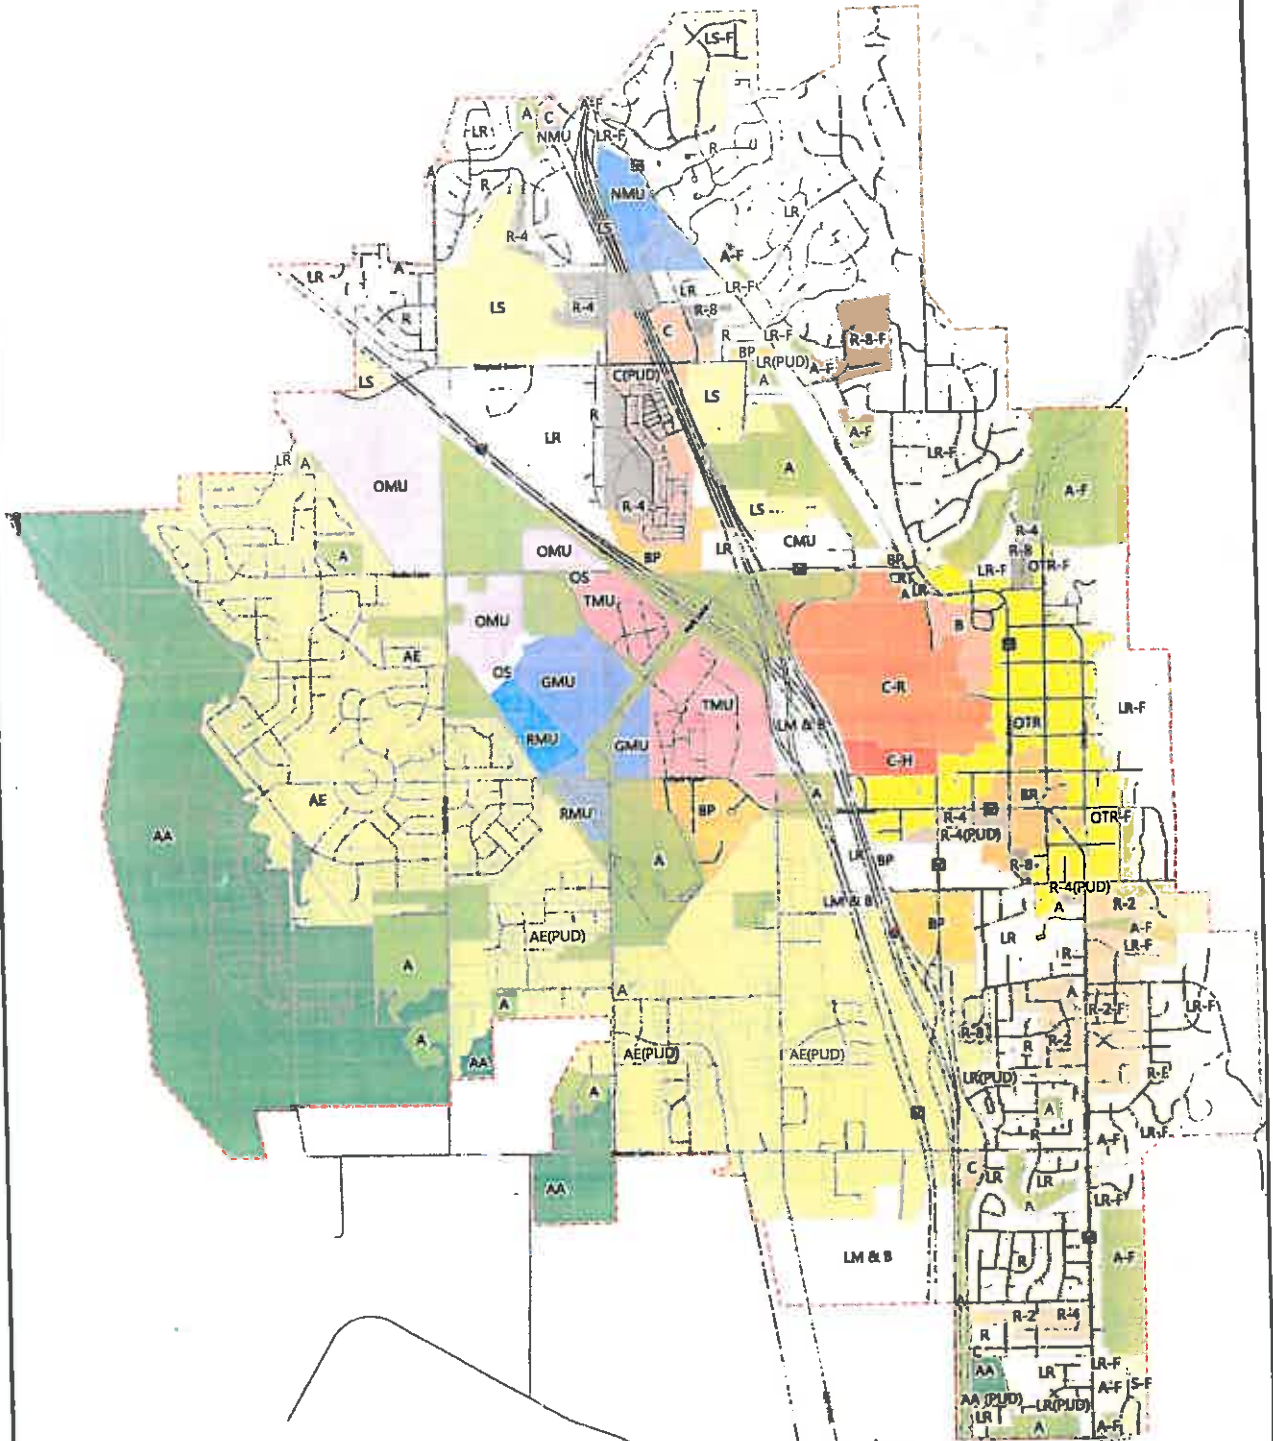 LS-F
A-F
A
C
LR
NMU
LR-F
R
A
R
NMU
LR
LS
R-4
A-F
LR
A
LR-F
LR
LS
R-4
R-8
R
C
R
LR-F
R-8-F
BP
LR(PUD)
A-F
C(PUD)
A
LS
LS
R
A-F
LR
LR-F
LR
A
A
OMU
A-F
R-4
LS
R-4
CMU
OMU
BP
LR
R-8
A
BP
LR-F
OTR-F
OS
TMU
A
LR
OMU
B
AE
OS
GMU
C-R
TMU
LR-F
OTR
LM & B
RMU
GMU
C-H
AE
A
BR
RMU
BP
R-4
OTR-F
AA
R-4(PUD)
A
LR
BP
R-8
R-4(PUD)
LM & B
R-2
A
BP
A-F
AE(PUD)
LR
LR-F
R
A
A
A
A
R-2-F
LR-F
R-8
A
R
R-2
AE(PUD)
AE(PUD)
AA
R-F
LR(PUD)
A
A
R
LR-F
A-F
C
LR
LR
AA
A
LR-F
LM & B
R
A-F
A
R-2
R-4
R
C
AA
LR
LR-F
A-F
S-F
AA (PUD)
LR(PUD)
LR
A
A-F